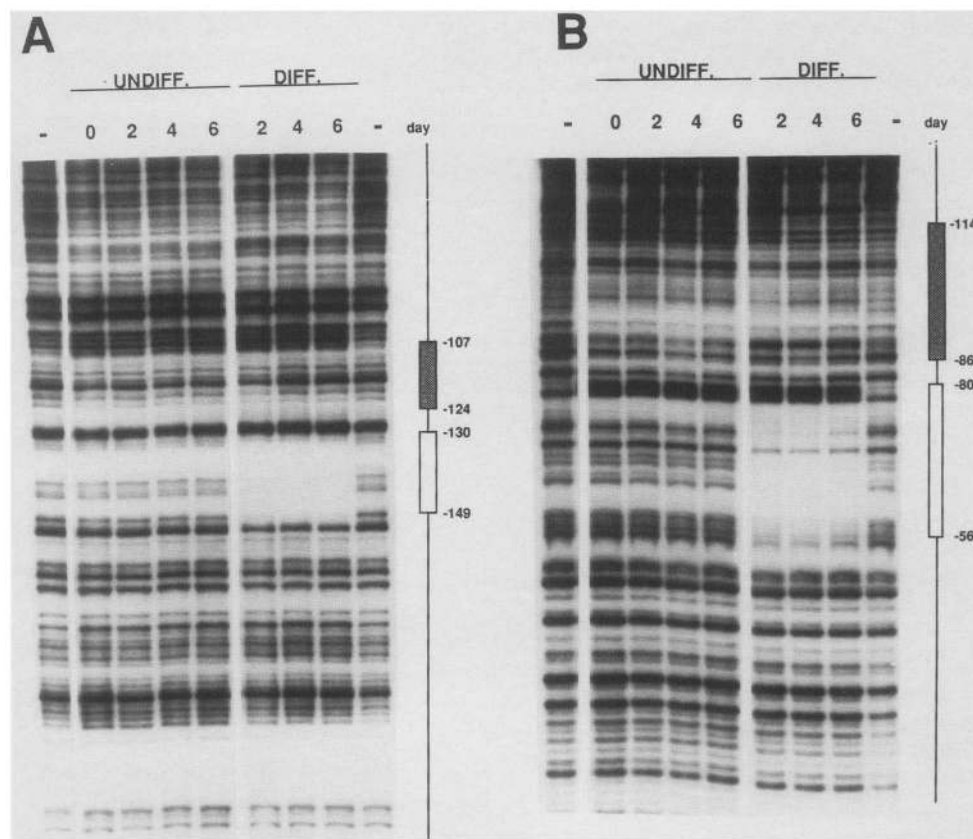 A
UNDIFF. DIFF.
- 0 2 4 6 2 4 6 - day
-107
-124
-130
-149
B
UNDIFF. DIFF.
- 0 2 4 6 2 4 6 - day
-114
-86
-80
-56